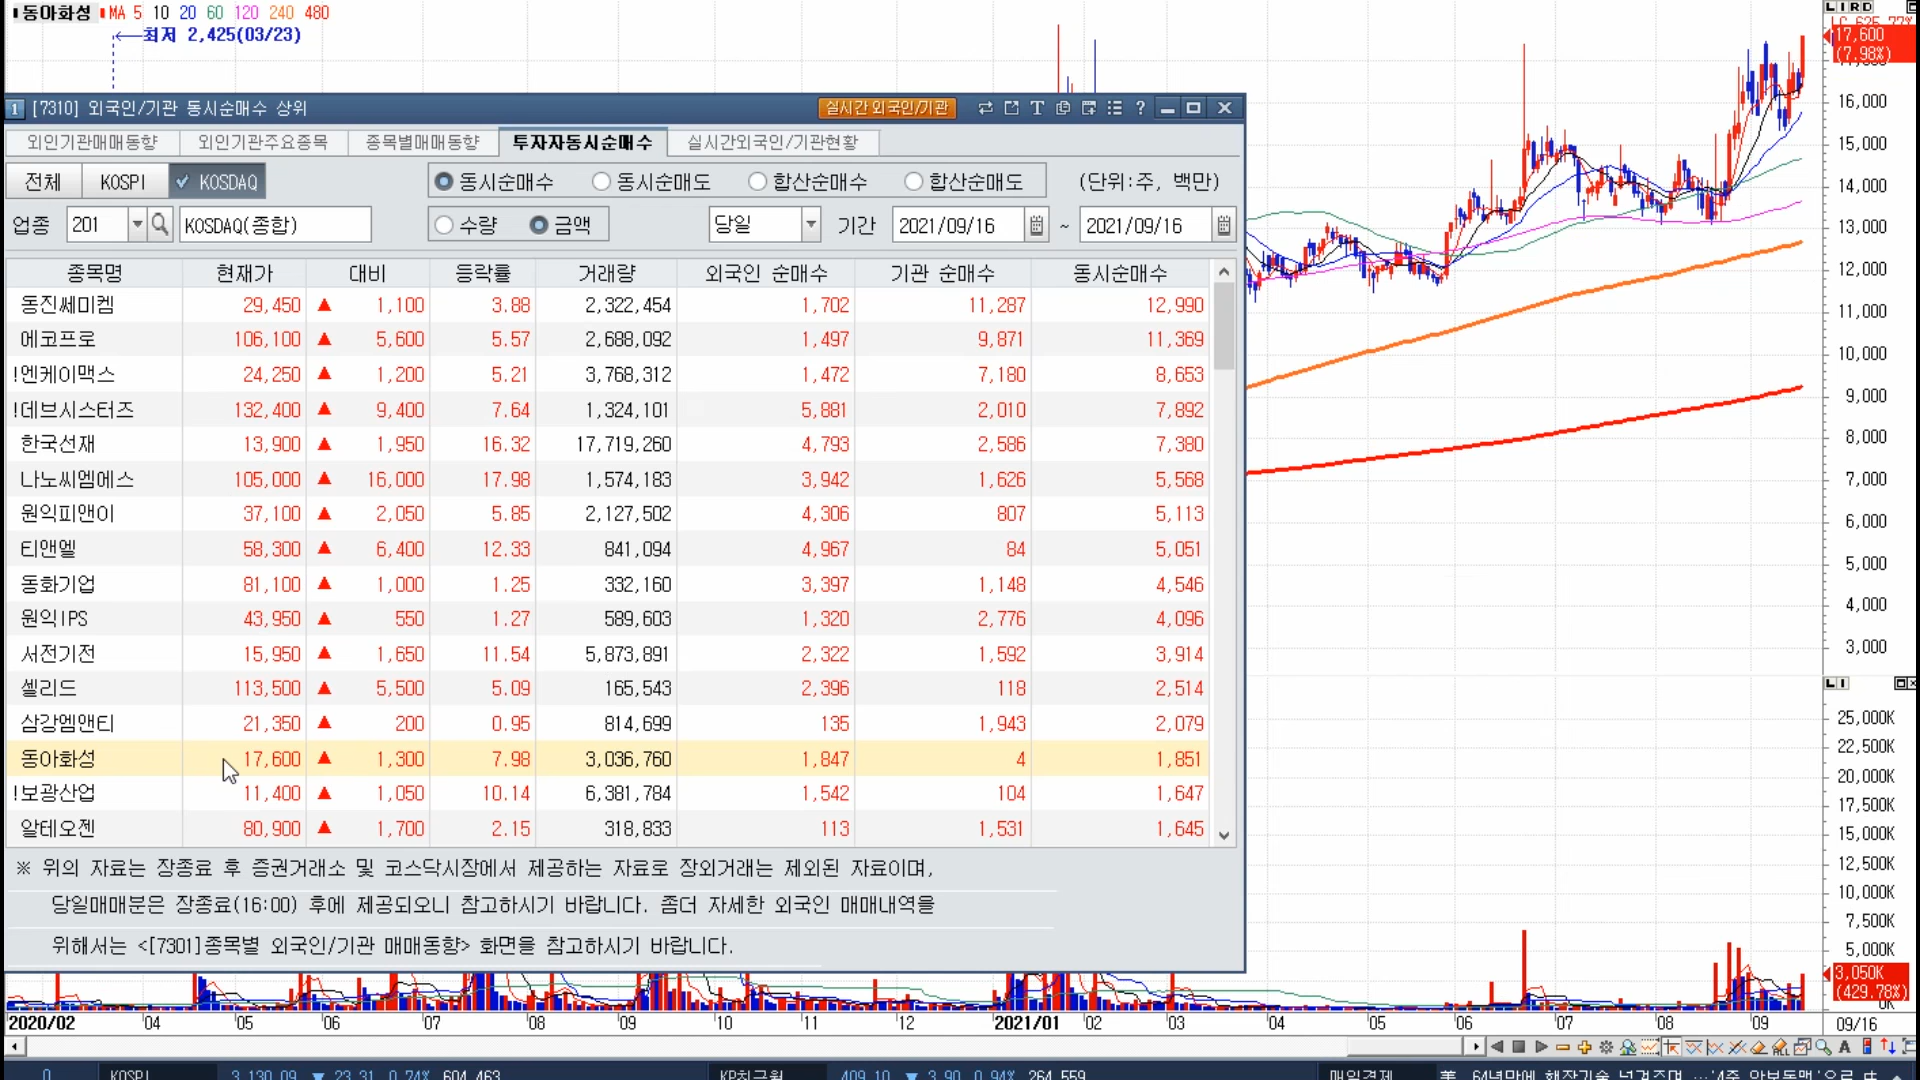 동아화성 MA 5 10 20 60 120 240 480
최저 2,425(03/23)
1 [7310] 외국인/기관 동시순매수 상위 실시간 외국인/기관
외인기관매매동향 외인기관주요종목 종목별매매동향 투자자동시순매수 실시간외국인/기관현황
전체 KOSPI KOSDAQ 동시순매수 동시순매도 합산순매수 합산순매도 (단위:주, 백만)
업종 201 KOSDAQ(종합) 수량 금액 당일 기간 2021/09/16 ~ 2021/09/16
종목명 현재가 대비 등락률 거래량 외국인 순매수 기관 순매수 동시순매수
동진쎄미켐 29,450 ▲ 1,100 3.88 2,322,454 1,702 11,287 12,990
에코프로 106,100 ▲ 5,600 5.57 2,688,092 1,497 9,871 11,369
!엔케이맥스 24,250 ▲ 1,200 5.21 3,768,312 1,472 7,180 8,653
!데브시스터즈 132,400 ▲ 9,400 7.64 1,324,101 5,881 2,010 7,892
한국선재 13,900 ▲ 1,950 16.32 17,719,260 4,793 2,586 7,380
나노씨엠에스 105,000 ▲ 16,000 17.98 1,574,183 3,942 1,626 5,568
원익피앤이 37,100 ▲ 2,050 5.85 2,127,502 4,306 807 5,113
티앤엘 58,300 ▲ 6,400 12.33 841,094 4,967 84 5,051
동화기업 81,100 ▲ 1,000 1.25 332,160 3,397 1,148 4,546
원익IPS 43,950 ▲ 550 1.27 589,603 1,320 2,776 4,096
서전기전 15,950 ▲ 1,650 11.54 5,873,891 2,322 1,592 3,914
셀리드 113,500 ▲ 5,500 5.09 165,543 2,396 118 2,514
삼강엠앤티 21,350 ▲ 200 0.95 814,699 135 1,943 2,079
동아화성 17,600 ▲ 1,300 7.98 3,036,760 1,847 4 1,851
!보광산업 11,400 ▲ 1,050 10.14 6,381,784 1,542 104 1,647
알테오젠 80,900 ▲ 1,700 2.15 318,833 113 1,531 1,645
※ 위의 자료는 장종료 후 증권거래소 및 코스닥시장에서 제공하는 자료로 장외거래는 제외된 자료이며,
당일매매분은 장종료(16:00) 후에 제공되오니 참고하시기 바랍니다. 좀더 자세한 외국인 매매내역을
위해서는 <[7301]종목별 외국인/기관 매매동향> 화면을 참고하시기 바랍니다.
L I R D
17,600
(7.98%)
16,000
15,000
14,000
13,000
12,000
11,000
10,000
9,000
8,000
7,000
6,000
5,000
4,000
3,000
L I
25,000K
22,500K
20,000K
17,500K
15,000K
12,500K
10,000K
7,500K
5,000K
3,050K
(429.78%)
0K
2020/02 04 05 06 07 08 09 10 11 12 2021/01 02 03 04 05 06 07 08 09 09/16
0 KOSPI 3,130.09 ▼ 23.31 0.74% 604,463 409.10 ▼ 3.90 0.94% 264,559 매일경제